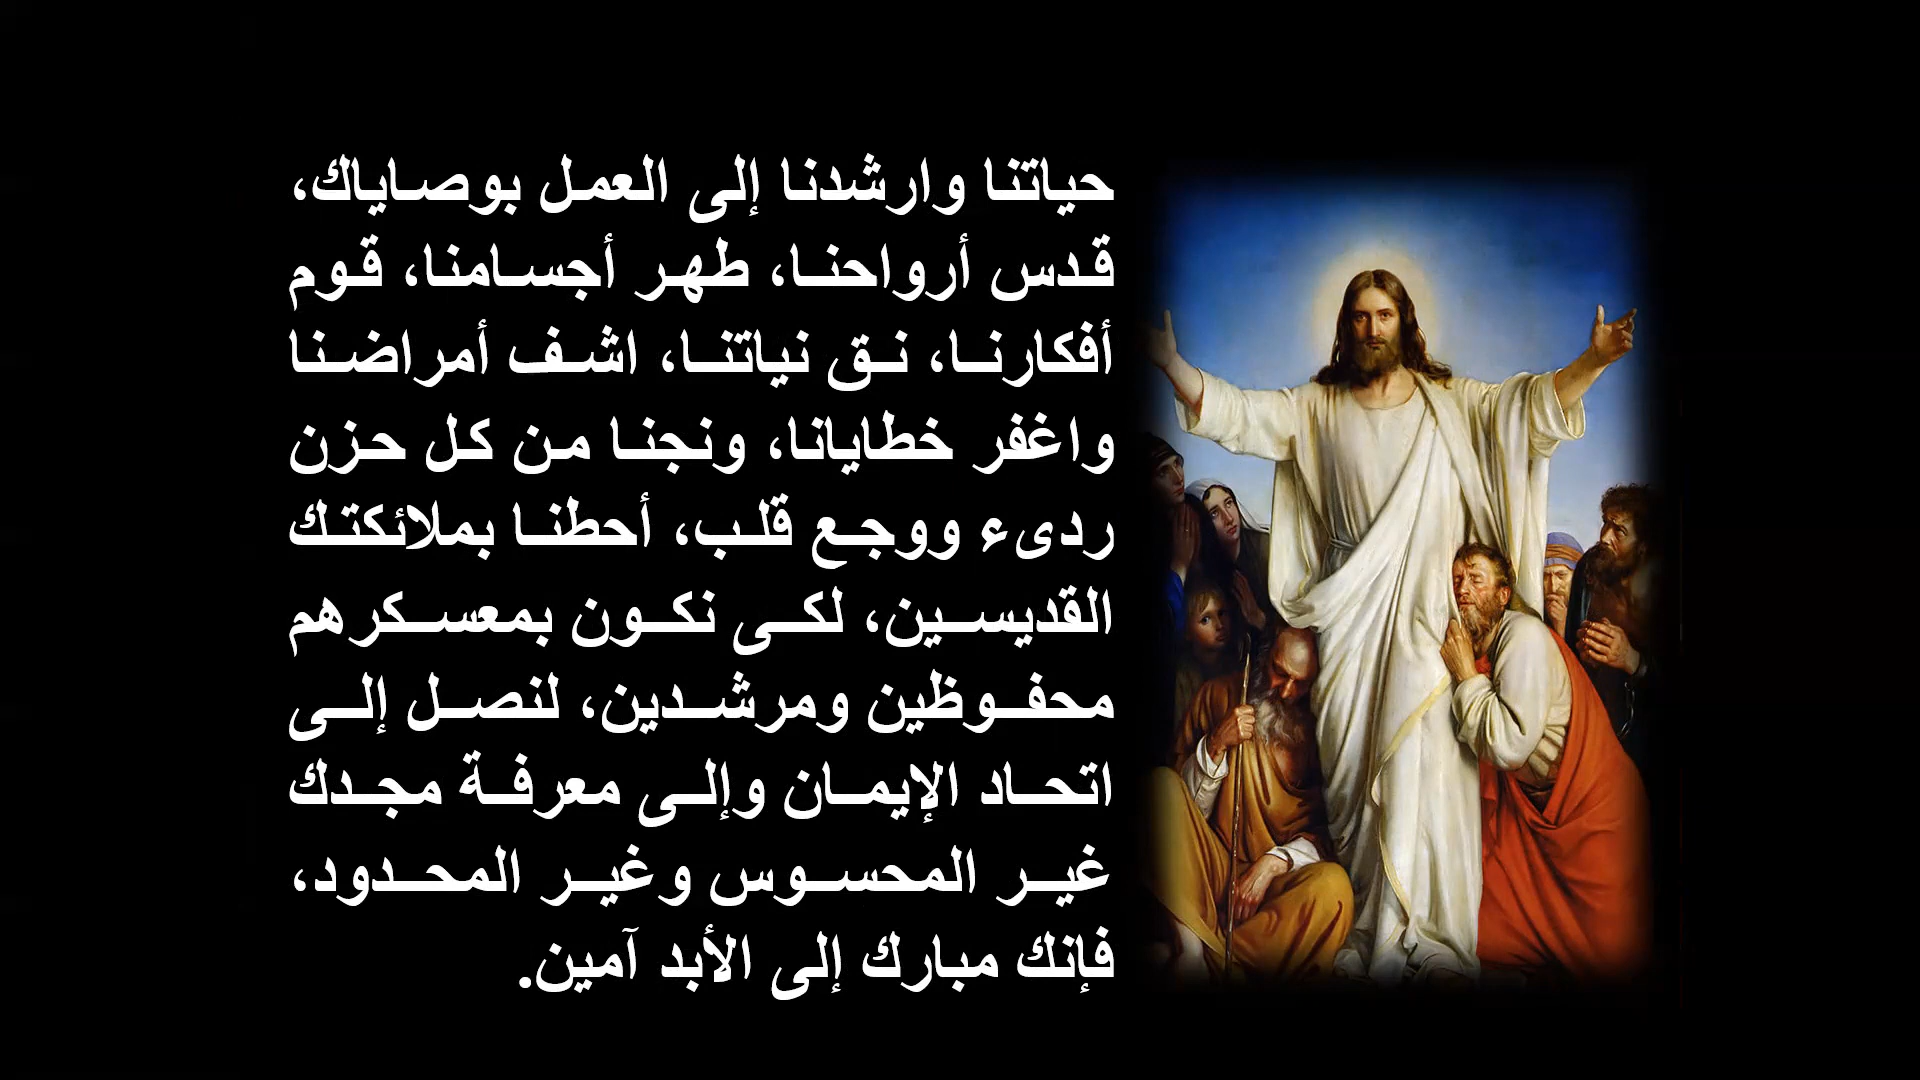 حياتنا وارشدنا إلى العمل بوصاياك،
قدس أرواحنا، طهر أجسامنا، قوم
أفكارنا، نق نياتنا، اشف أمراضنا
واغفر خطايانا، ونجنا من كل حزن
ردىء ووجع قلب، أحطنا بملائكتك
القديسين، لكى نكون بمعسكرهم
محفوظين ومرشدين، لنصل إلى
اتحاد الإيمان وإلى معرفة مجدك
غير المحسوس وغير المحدود،
فإنك مبارك إلى الأبد آمين.